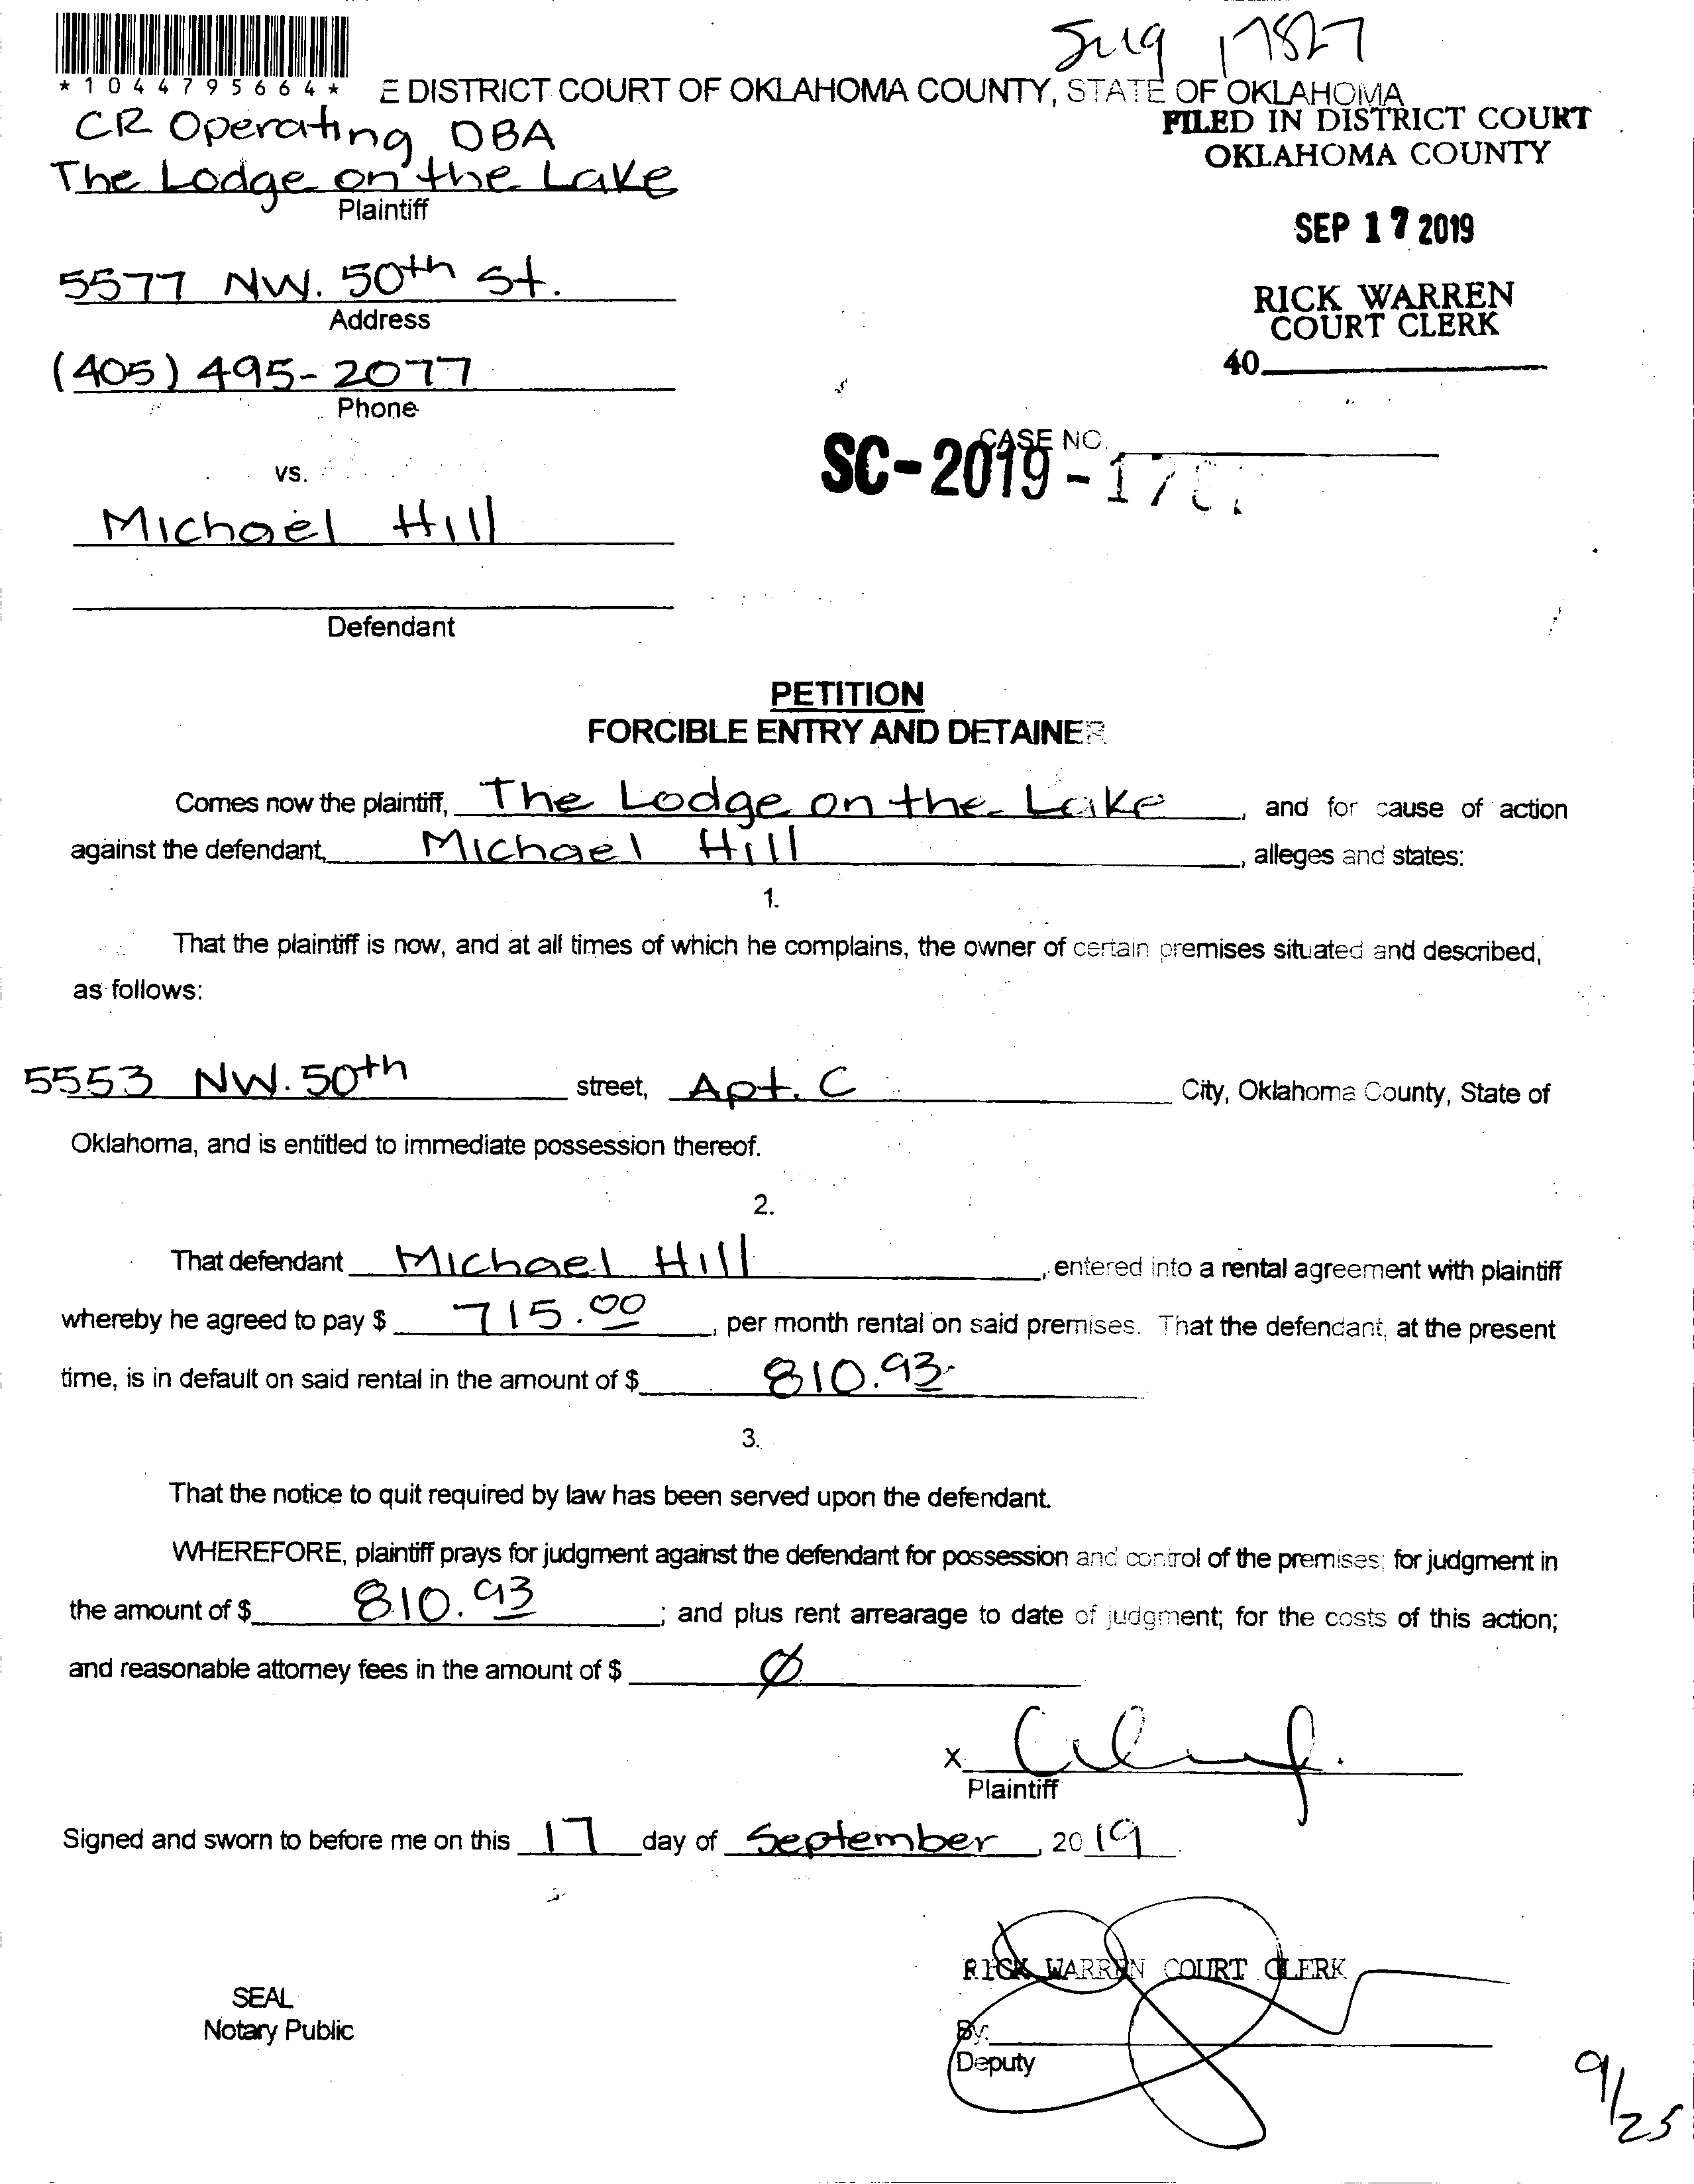 17827
*1044795664*
E DISTRICT COURT OF OKLAHOMA COUNTY, STATE OF OKLAHOMA
CR Operating DBA
The Lodge on the Lake
Plaintiff
FILED IN DISTRICT COURT
OKLAHOMA COUNTY
SEP 17 2019
RICK WARREN
COURT CLERK
40
5577 NW. 50th St.
Address
(405) 495-2077
Phone
CASE NO.
SC-2019-
vs.
Michael Hill
Defendant
PETITION
FORCIBLE ENTRY AND DETAINER
Comes now the plaintiff, The Lodge on the Lake, and for cause of action
against the defendant, Michael Hill, alleges and states:
1.
That the plaintiff is now, and at all times of which he complains, the owner of certain premises situated and described,
as follows:
5553 NW. 50th street, Apt. C City, Oklahoma County, State of
Oklahoma, and is entitled to immediate possession thereof.
2.
That defendant Michael Hill, entered into a rental agreement with plaintiff
whereby he agreed to pay $ 715.00, per month rental on said premises. That the defendant, at the present
time, is in default on said rental in the amount of $ 810.93
3.
That the notice to quit required by law has been served upon the defendant.
WHEREFORE, plaintiff prays for judgment against the defendant for possession and control of the premises; for judgment in
the amount of $ 810.93; and plus rent arrearage to date of judgment; for the costs of this action;
and reasonable attorney fees in the amount of $ Ø
X
Plaintiff
Signed and sworn to before me on this 17 day of September, 2019
RICK WARREN COURT CLERK
SEAL
Notary Public
By:
Deputy
9/25